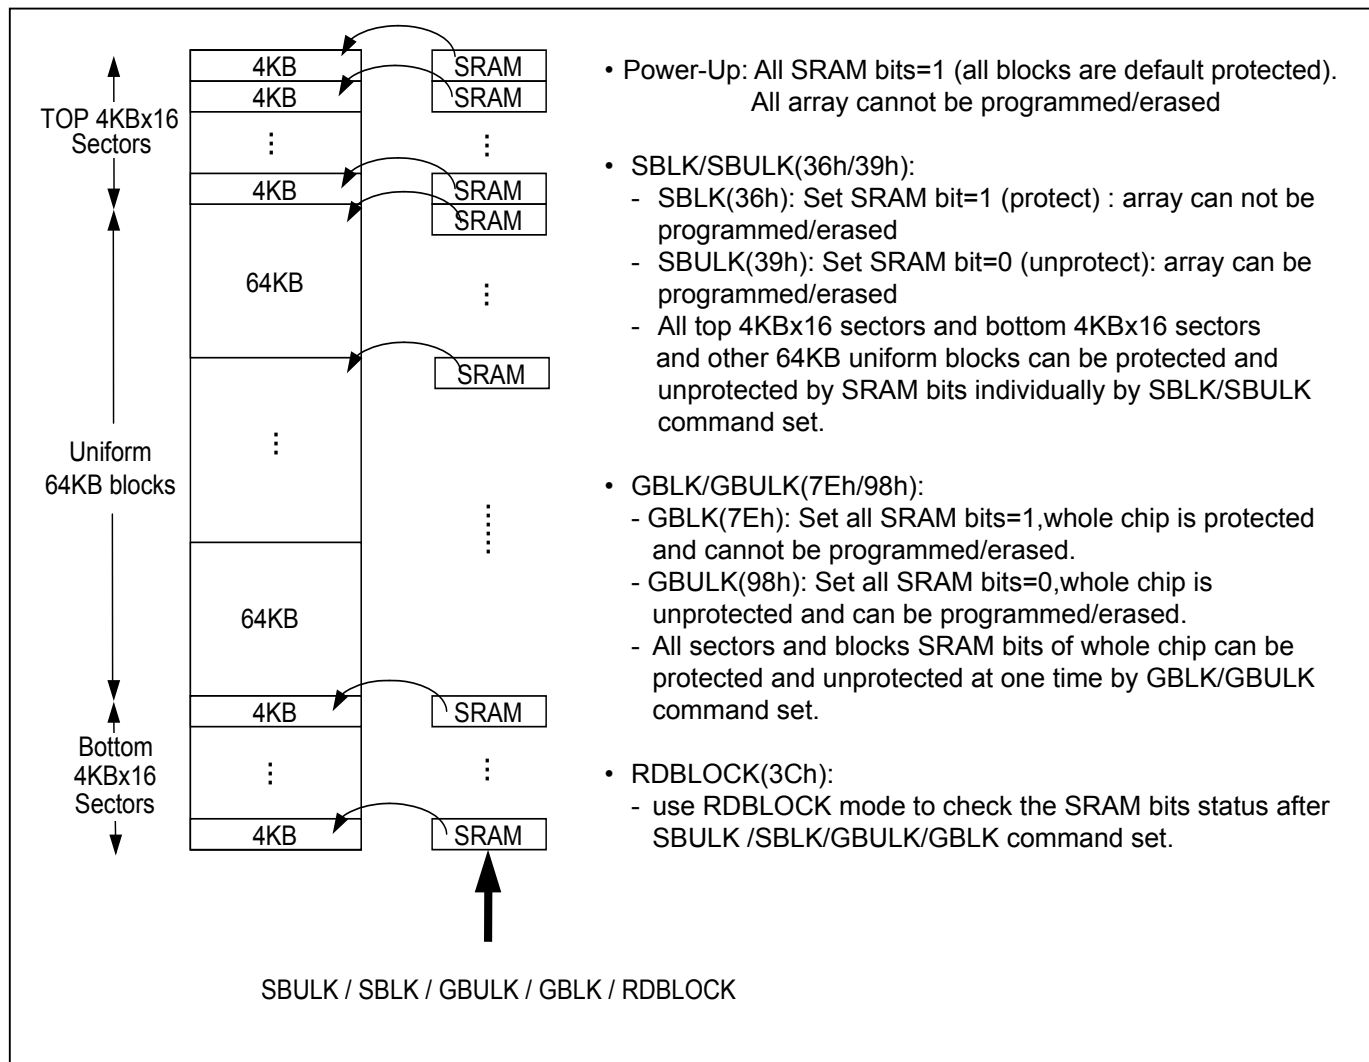 4KB
SRAM
4KB
SRAM
TOP 4KBx16
Sectors
⋮
⋮
4KB
SRAM
SRAM
64KB
⋮
SRAM
⋮
Uniform
64KB blocks
64KB
4KB
SRAM
Bottom
4KBx16
Sectors
⋮
⋮
4KB
SRAM
SBULK / SBLK / GBULK / GBLK / RDBLOCK
• Power-Up: All SRAM bits=1 (all blocks are default protected).
All array cannot be programmed/erased
• SBLK/SBULK(36h/39h):
- SBLK(36h): Set SRAM bit=1 (protect) : array can not be
programmed/erased
- SBULK(39h): Set SRAM bit=0 (unprotect): array can be
programmed/erased
- All top 4KBx16 sectors and bottom 4KBx16 sectors
and other 64KB uniform blocks can be protected and
unprotected by SRAM bits individually by SBLK/SBULK
command set.
• GBLK/GBULK(7Eh/98h):
- GBLK(7Eh): Set all SRAM bits=1,whole chip is protected
and cannot be programmed/erased.
- GBULK(98h): Set all SRAM bits=0,whole chip is
unprotected and can be programmed/erased.
- All sectors and blocks SRAM bits of whole chip can be
protected and unprotected at one time by GBLK/GBULK
command set.
• RDBLOCK(3Ch):
- use RDBLOCK mode to check the SRAM bits status after
SBULK /SBLK/GBULK/GBLK command set.